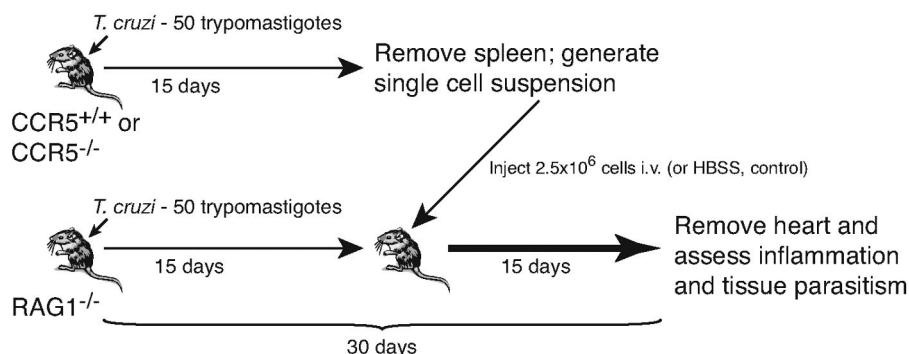 T. cruzi - 50 trypomastigotes
15 days
Remove spleen; generate
single cell suspension
CCR5+/+ or
CCR5-/-
Inject 2.5x10⁶ cells i.v. (or HBSS, control)
T. cruzi - 50 trypomastigotes
15 days
15 days
Remove heart and
assess inflammation
and tissue parasitism
RAG1-/-
30 days